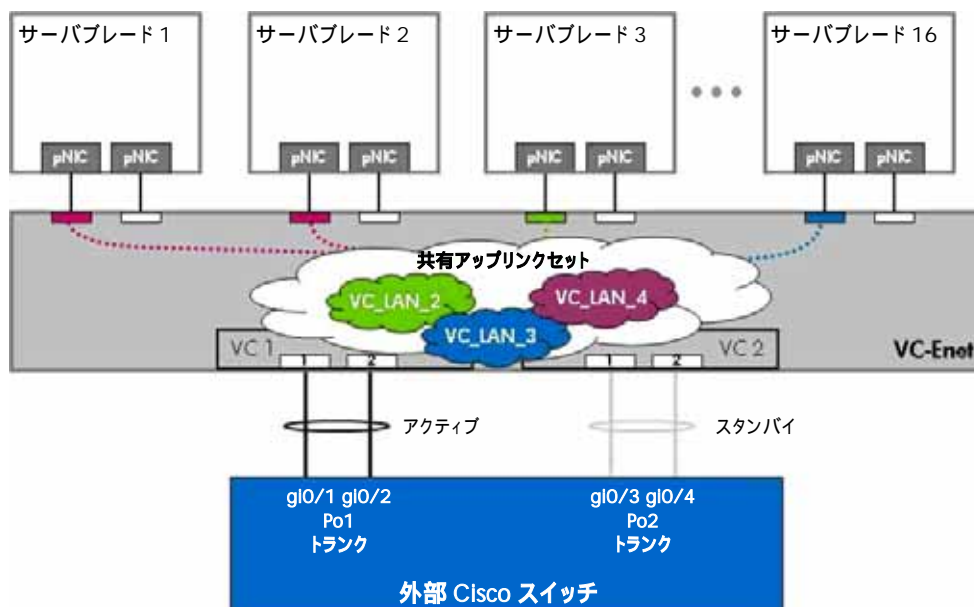 サーバブレード 1
サーバブレード 2
サーバブレード 3
サーバブレード 16
pNIC pNIC
pNIC pNIC
pNIC pNIC
pNIC pNIC
共有アップリンクセット
VC_LAN_2
VC_LAN_4
VC_LAN_3
VC 1
1 2
1 2
VC 2
VC-Enet
アクティブ
スタンバイ
gi0/1 gi0/2
Po1
トランク
gi0/3 gi0/4
Po2
トランク
外部 Cisco スイッチ